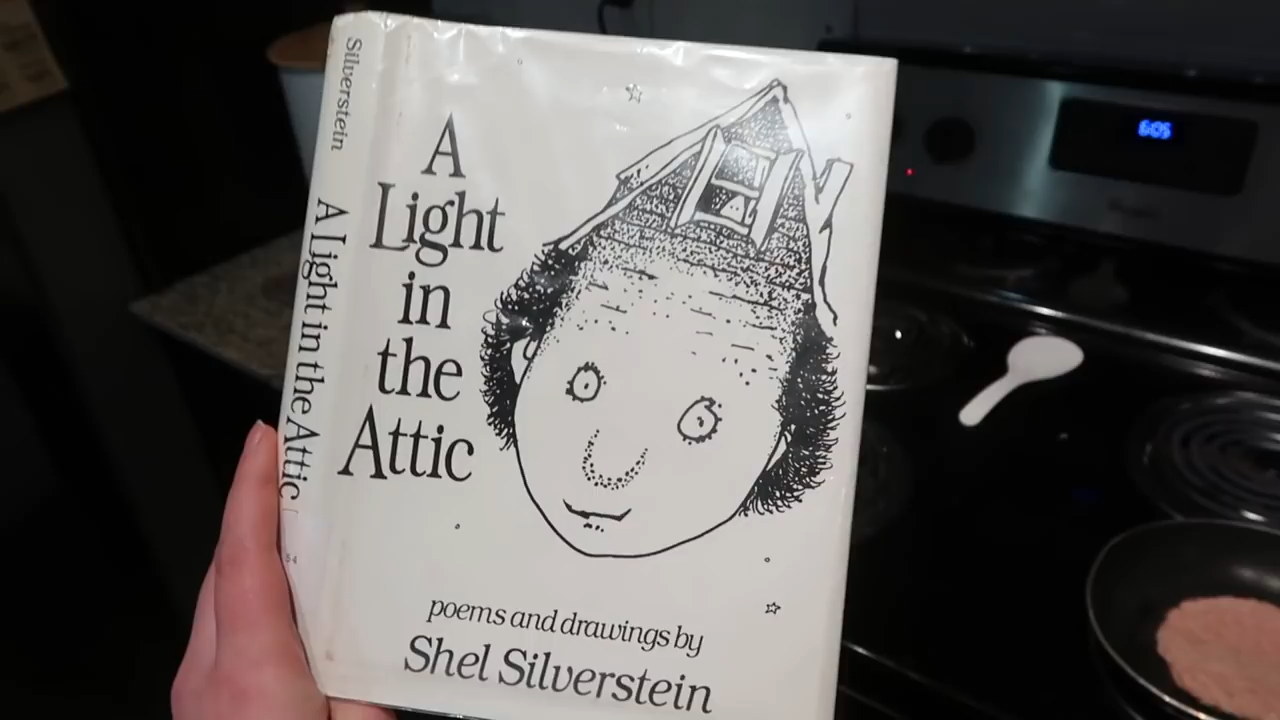 Silverstein
A Light in the Attic
A
Light
in
the
Attic
poems and drawings by
Shel Silverstein
6:05